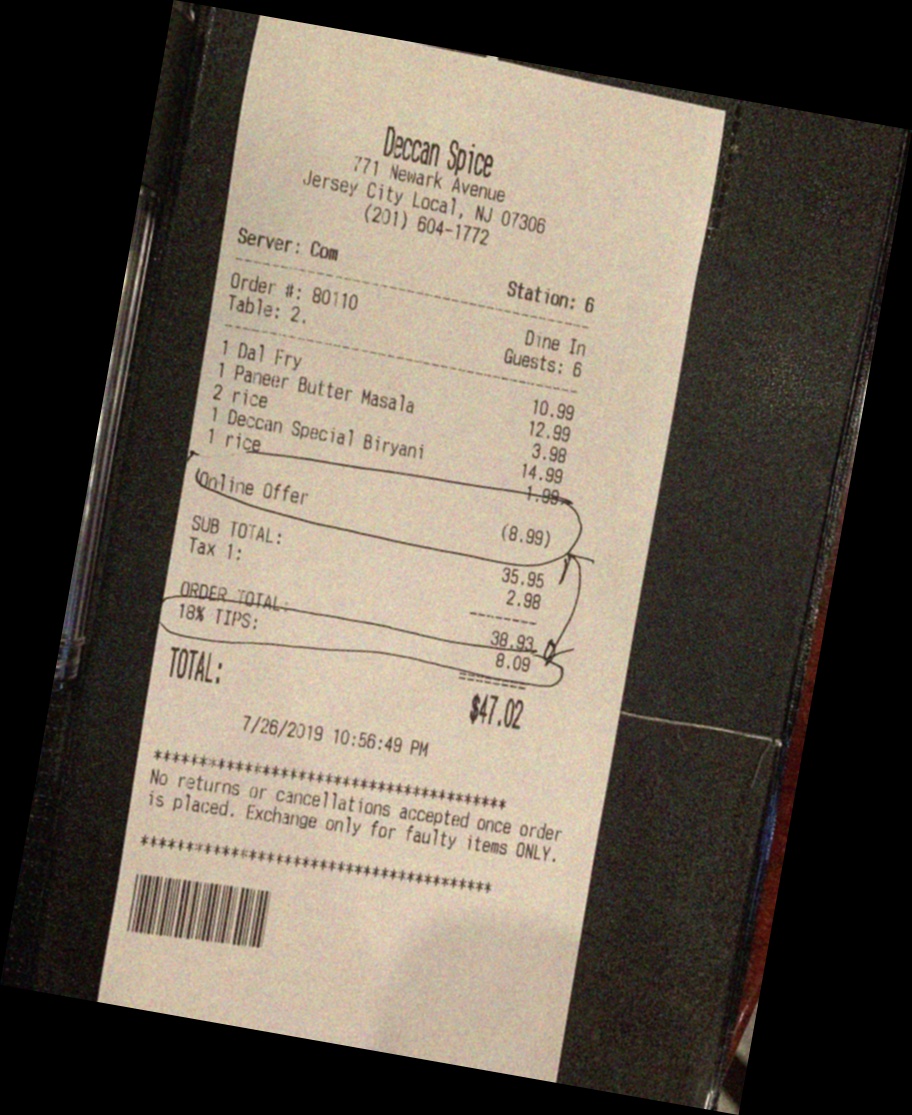 Deccan Spice
771 Newark Avenue
Jersey City Local, NJ 07306
(201) 604-1772
Server: Com Station: 6
Order #: 80110 Dine In
Table: 2. Guests: 6
1 Dal Fry 10.99
1 Paneer Butter Masala 12.99
2 rice 3.98
1 Deccan Special Biryani 14.99
1 rice 1.99
Online Offer (8.99)
SUB TOTAL: 35.95
Tax 1: 2.98
ORDER TOTAL: 38.93
18% TIPS: 8.09
TOTAL: $47.02
7/26/2019 10:56:49 PM
****************************************
No returns or cancellations accepted once order
is placed. Exchange only for faulty items ONLY.
****************************************